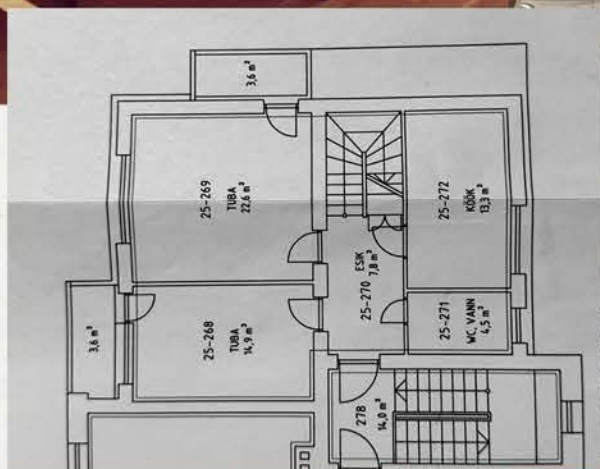 3,6 m²
25-269
TUBA
22,6 m²
25-272
KÖÖK
13,3 m²
ESIK
7,8 m²
25-270
25-271
WC, VANN
4,5 m²
3,6 m²
25-268
TUBA
14,9 m²
278
14,0 m²